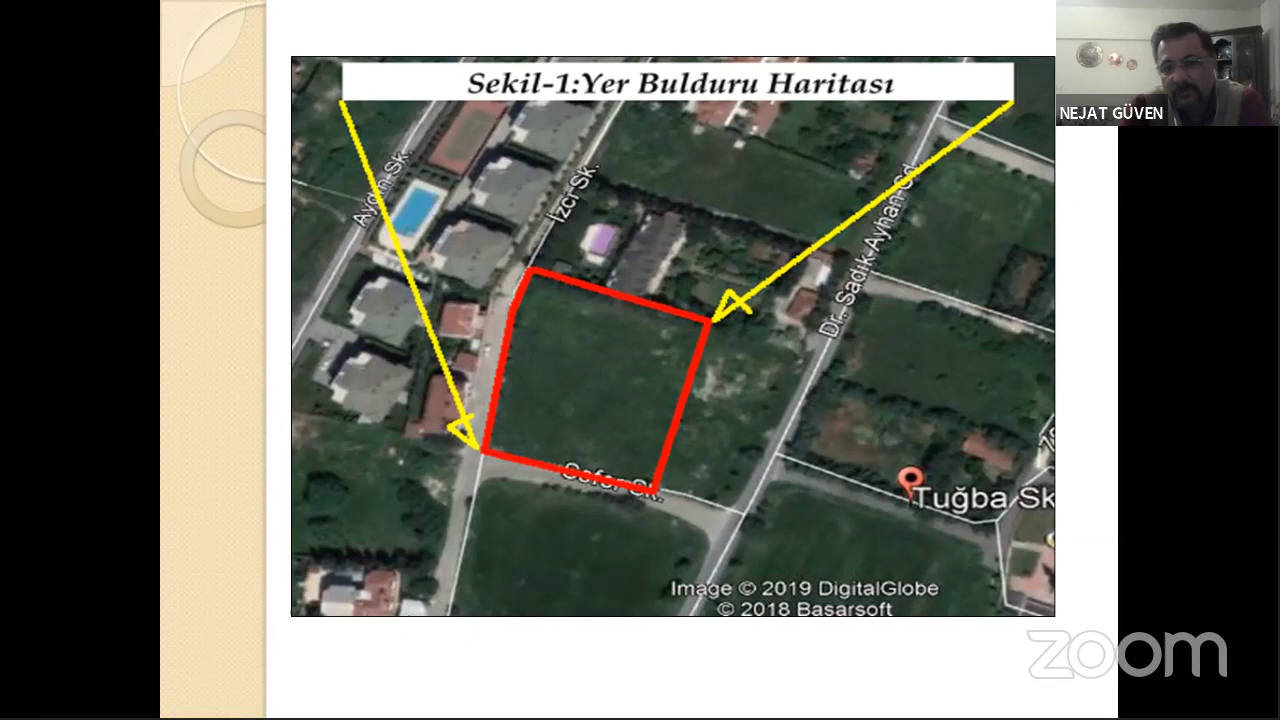 Sekil-1:Yer Bulduru Haritası
NEJAT GÜVEN
Aydın Sk.
İzci Sk.
Dr. Sadık Ayhan Cd.
Sk.
Tuğba Sk
Image © 2019 DigitalGlobe
© 2018 Basarsoft
zoom